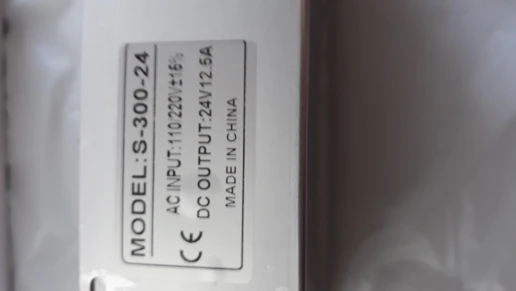 MODEL:S-300-24
AC INPUT:110/220V±15%
DC OUTPUT:24V12.5A
CE MADE IN CHINA